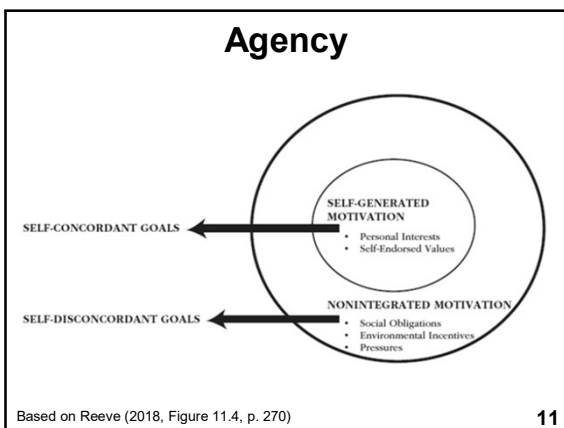 Agency
SELF-GENERATED
MOTIVATION
• Personal Interests
• Self-Endorsed Values
SELF-CONCORDANT GOALS
NONINTEGRATED MOTIVATION
• Social Obligations
• Environmental Incentives
• Pressures
SELF-DISCONCORDANT GOALS
Based on Reeve (2018, Figure 11.4, p. 270)
11